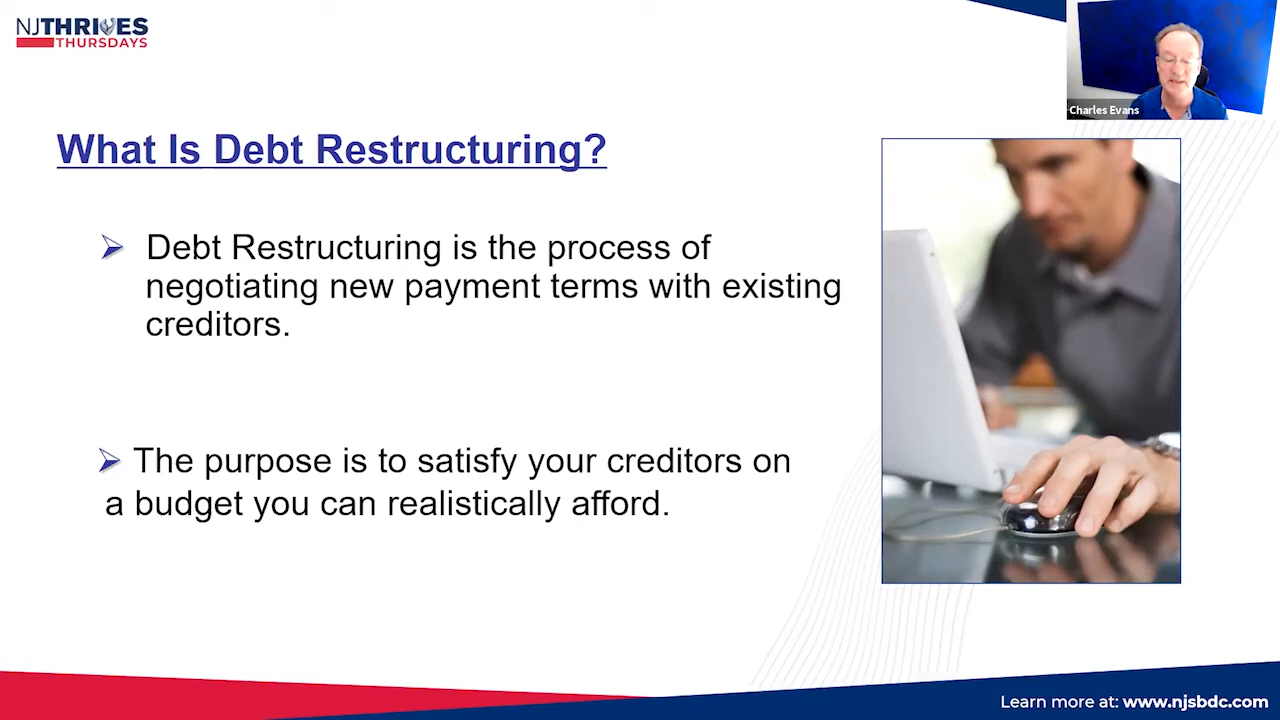 NJTHRIVES
THURSDAYS
Charles Evans
What Is Debt Restructuring?
Debt Restructuring is the process of
negotiating new payment terms with existing
creditors.
The purpose is to satisfy your creditors on
a budget you can realistically afford.
Learn more at: www.njsbdc.com